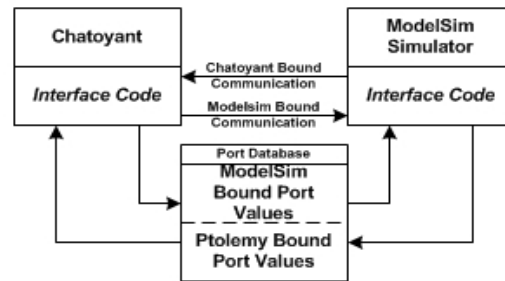 Chatoyant
Interface Code
ModelSim
Simulator
Interface Code
Chatoyant Bound
Communication
Modelsim Bound
Communication
Port Database
ModelSim
Bound Port
Values
Ptolemy Bound
Port Values